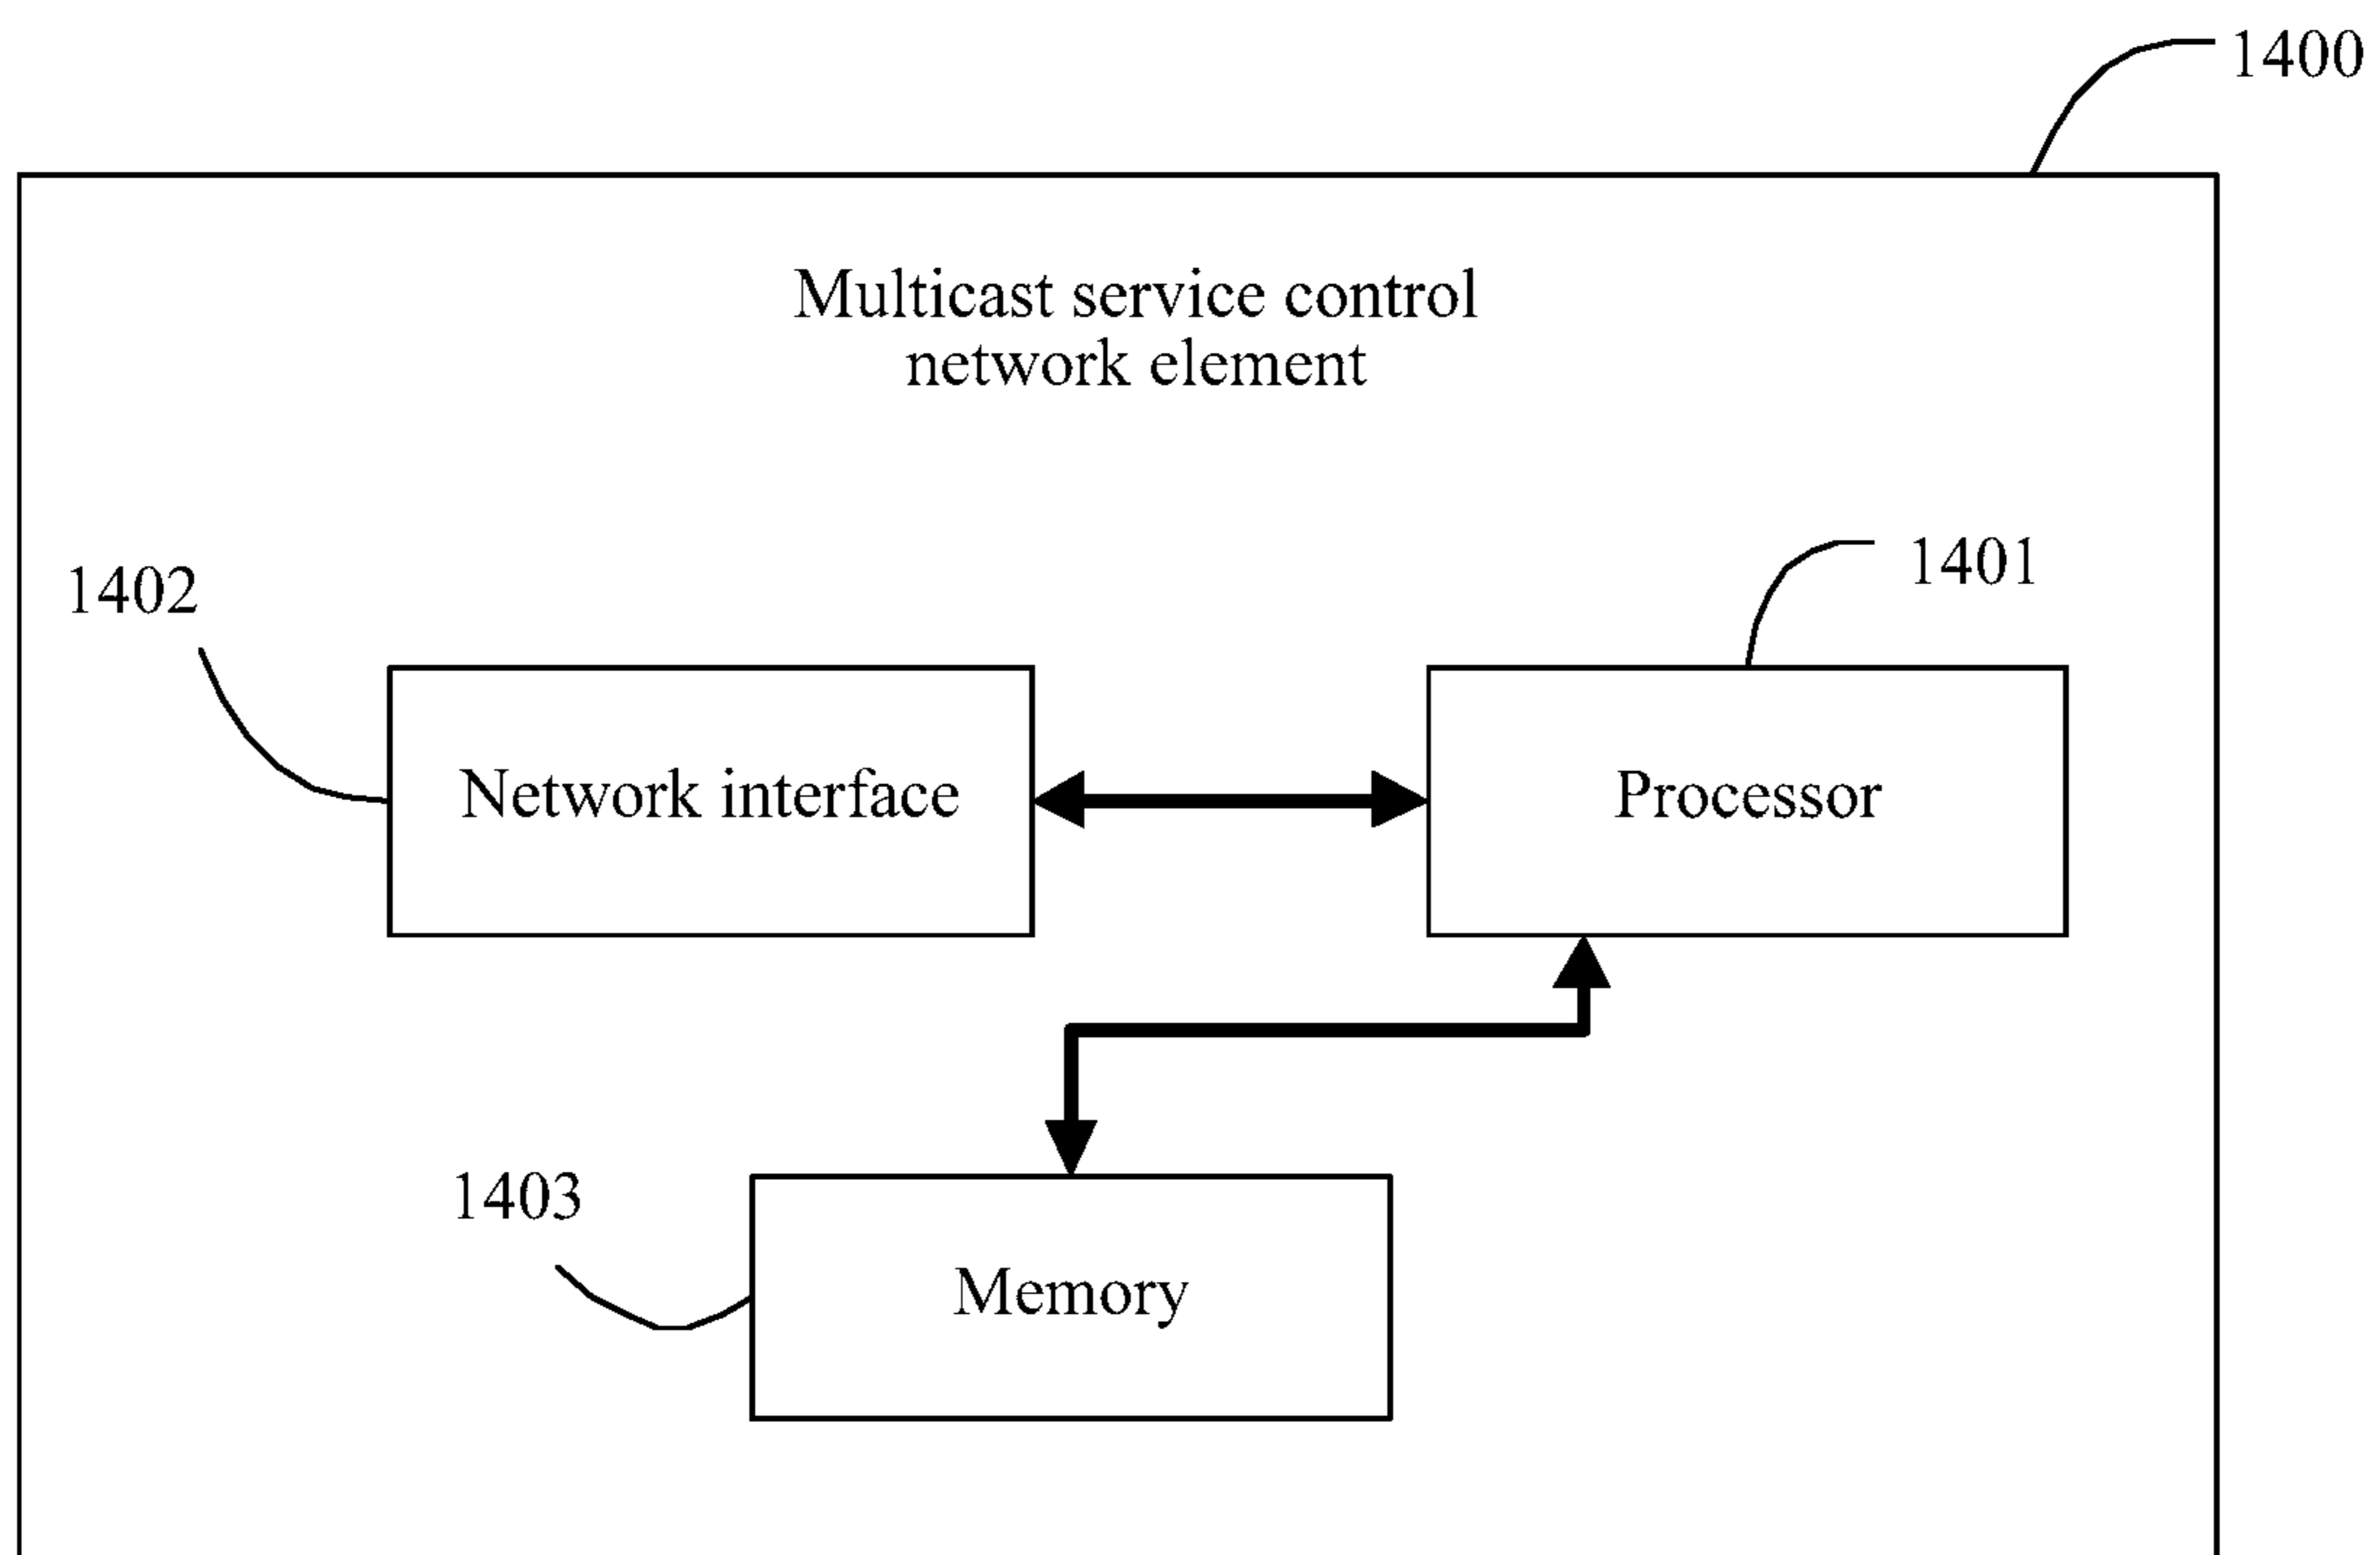 1400
Multicast service control
network element
1401
1402
Network interface
Processor
1403
Memory